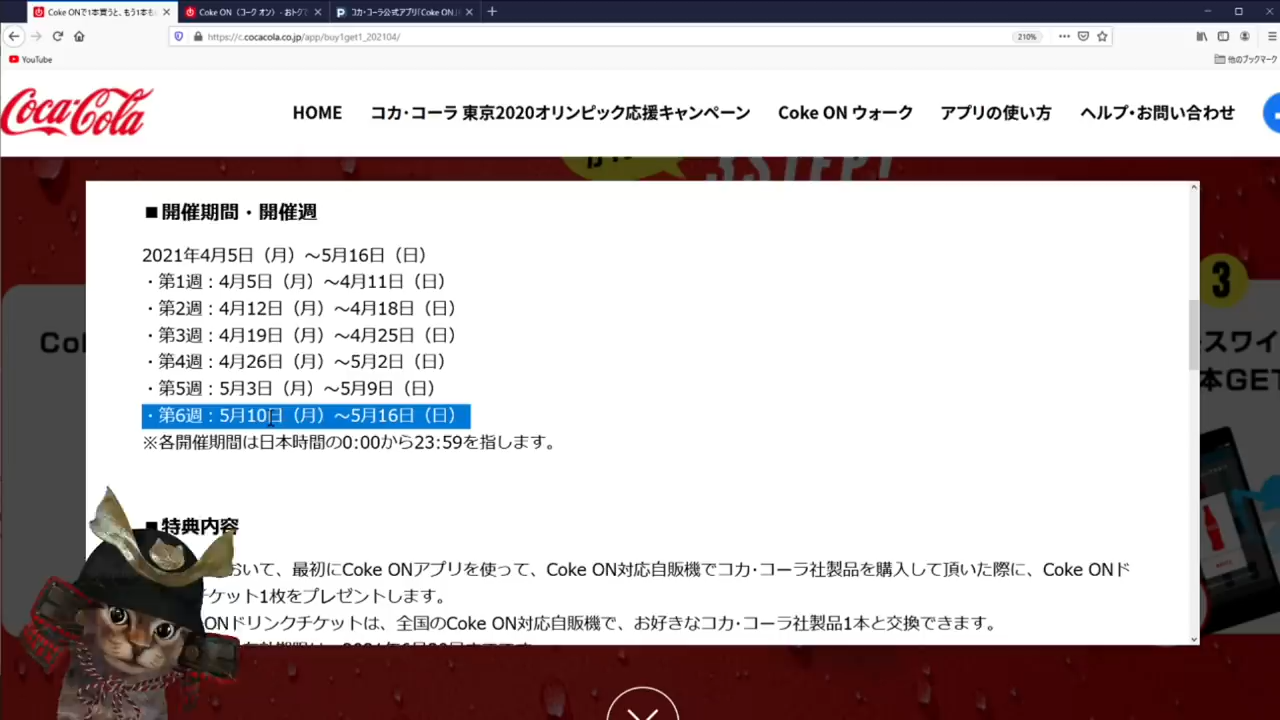 Coke ONで1本買うと、もう1本も
Coke ON（コーク オン）- おトクで
コカ・コーラ公式アプリ「Coke ON」
https://c.cocacola.co.jp/app/buy1get1_202104/
210%
YouTube
他のブックマーク
Coca-Cola
HOME
コカ・コーラ 東京2020オリンピック応援キャンペーン
Coke ON ウォーク
アプリの使い方
ヘルプ・お問い合わせ
3STEP!
■開催期間・開催週
2021年4月5日（月）～5月16日（日）
・第1週：4月5日（月）～4月11日（日）
・第2週：4月12日（月）～4月18日（日）
・第3週：4月19日（月）～4月25日（日）
・第4週：4月26日（月）～5月2日（日）
・第5週：5月3日（月）～5月9日（日）
・第6週：5月10日（月）～5月16日（日）
※各開催期間は日本時間の0:00から23:59を指します。
3
スワイ
本GET
■特典内容
おいて、最初にCoke ONアプリを使って、Coke ON対応自販機でコカ・コーラ社製品を購入して頂いた際に、Coke ONド
ケット1枚をプレゼントします。
ONドリンクチケットは、全国のCoke ON対応自販機で、お好きなコカ・コーラ社製品1本と交換できます。